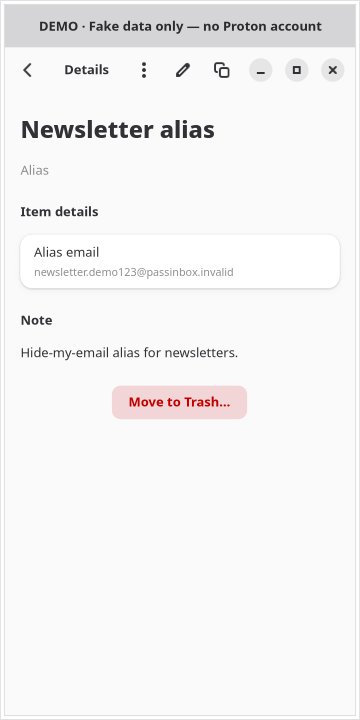 DEMO · Fake data only — no Proton account
Details
Newsletter alias
Alias
Item details
Alias email
newsletter.demo123@passinbox.invalid
Note
Hide-my-email alias for newsletters.
Move to Trash...